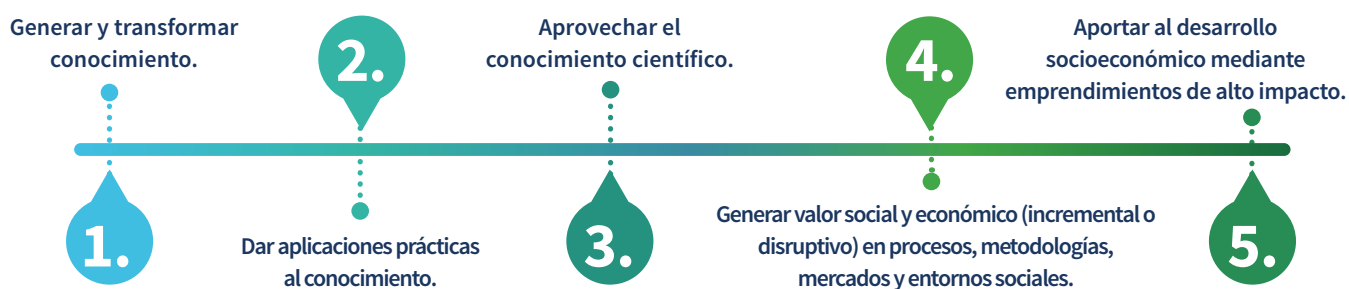 Generar y transformar
conocimiento.
1.
2.
Dar aplicaciones prácticas
al conocimiento.
Aprovechar el
conocimiento científico.
3.
4.
Generar valor social y económico (incremental o
disruptivo) en procesos, metodologías,
mercados y entornos sociales.
Aportar al desarrollo
socioeconómico mediante
emprendimientos de alto impacto.
5.